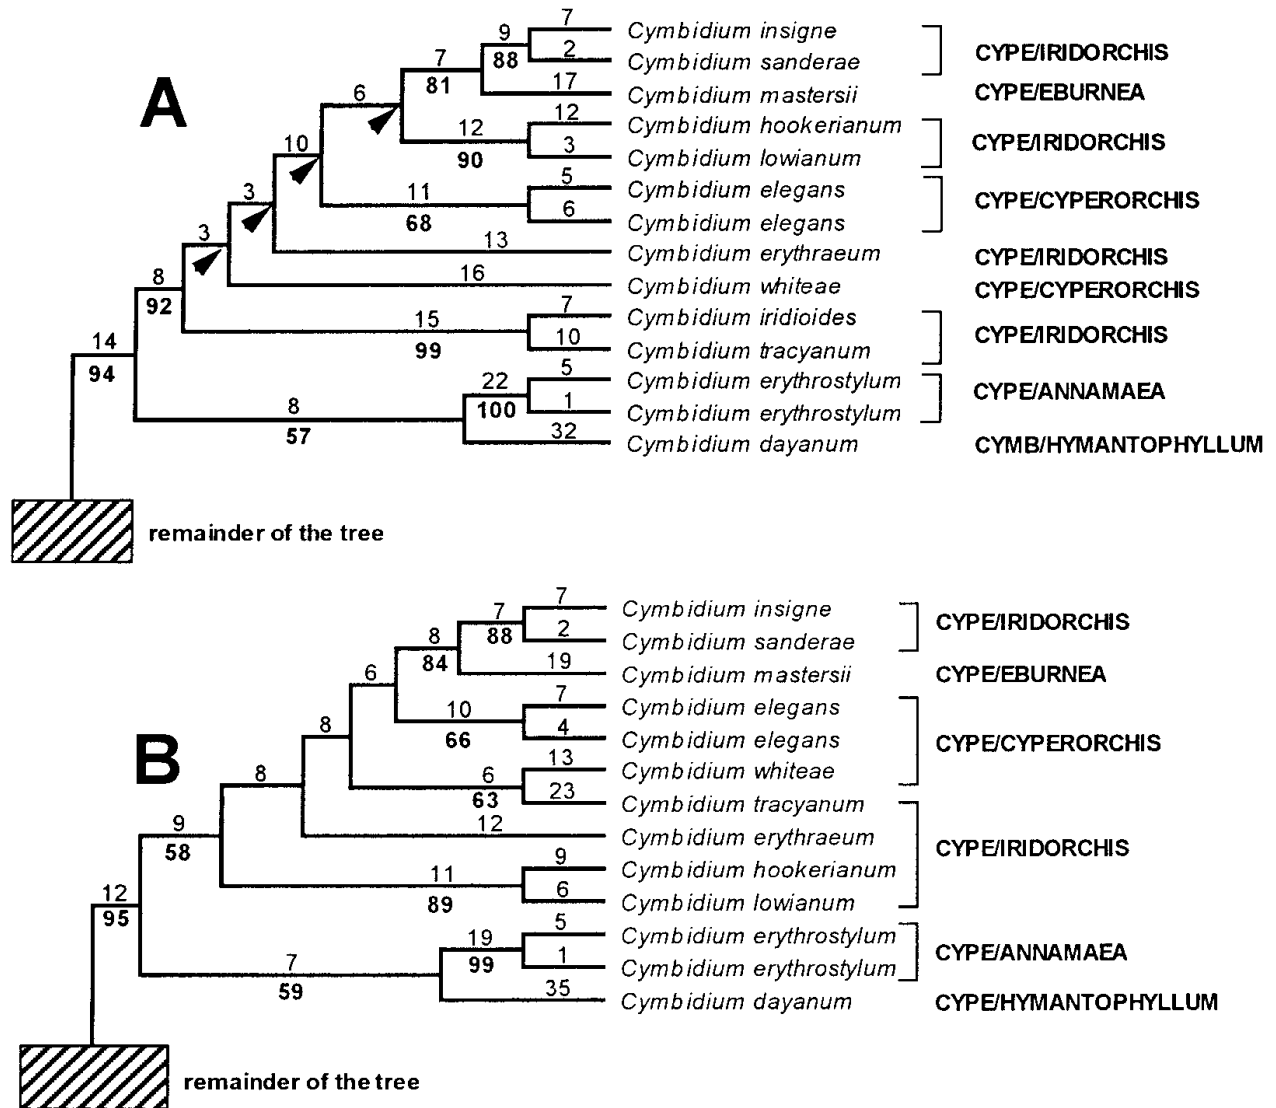 A
7
9
Cymbidium insigne
7
88
2
Cymbidium sanderae
CYPE/IRIDORCHIS
81
17
Cymbidium mastersii
CYPE/EBURNEA
6
12
12
Cymbidium hookerianum
90
3
Cymbidium lowianum
CYPE/IRIDORCHIS
10
11
5
Cymbidium elegans
68
6
Cymbidium elegans
CYPE/CYPERORCHIS
3
13
Cymbidium erythraeum
CYPE/IRIDORCHIS
3
16
Cymbidium whiteae
CYPE/CYPERORCHIS
8
92
15
7
Cymbidium iridioides
99
10
Cymbidium tracyanum
CYPE/IRIDORCHIS
14
94
22
5
Cymbidium erythrostylum
8
100
1
Cymbidium erythrostylum
CYPE/ANNAMAEA
57
32
Cymbidium dayanum
CYMB/HYMANTOPHYLLUM
remainder of the tree
B
7
7
Cymbidium insigne
8
88
2
Cymbidium sanderae
CYPE/IRIDORCHIS
84
19
Cymbidium mastersii
CYPE/EBURNEA
6
10
7
Cymbidium elegans
66
4
Cymbidium elegans
CYPE/CYPERORCHIS
8
6
13
Cymbidium whiteae
63
23
Cymbidium tracyanum
8
12
Cymbidium erythraeum
CYPE/IRIDORCHIS
9
58
11
9
Cymbidium hookerianum
89
6
Cymbidium lowianum
12
95
19
5
Cymbidium erythrostylum
7
99
1
Cymbidium erythrostylum
CYPE/ANNAMAEA
59
35
Cymbidium dayanum
CYPE/HYMANTOPHYLLUM
remainder of the tree